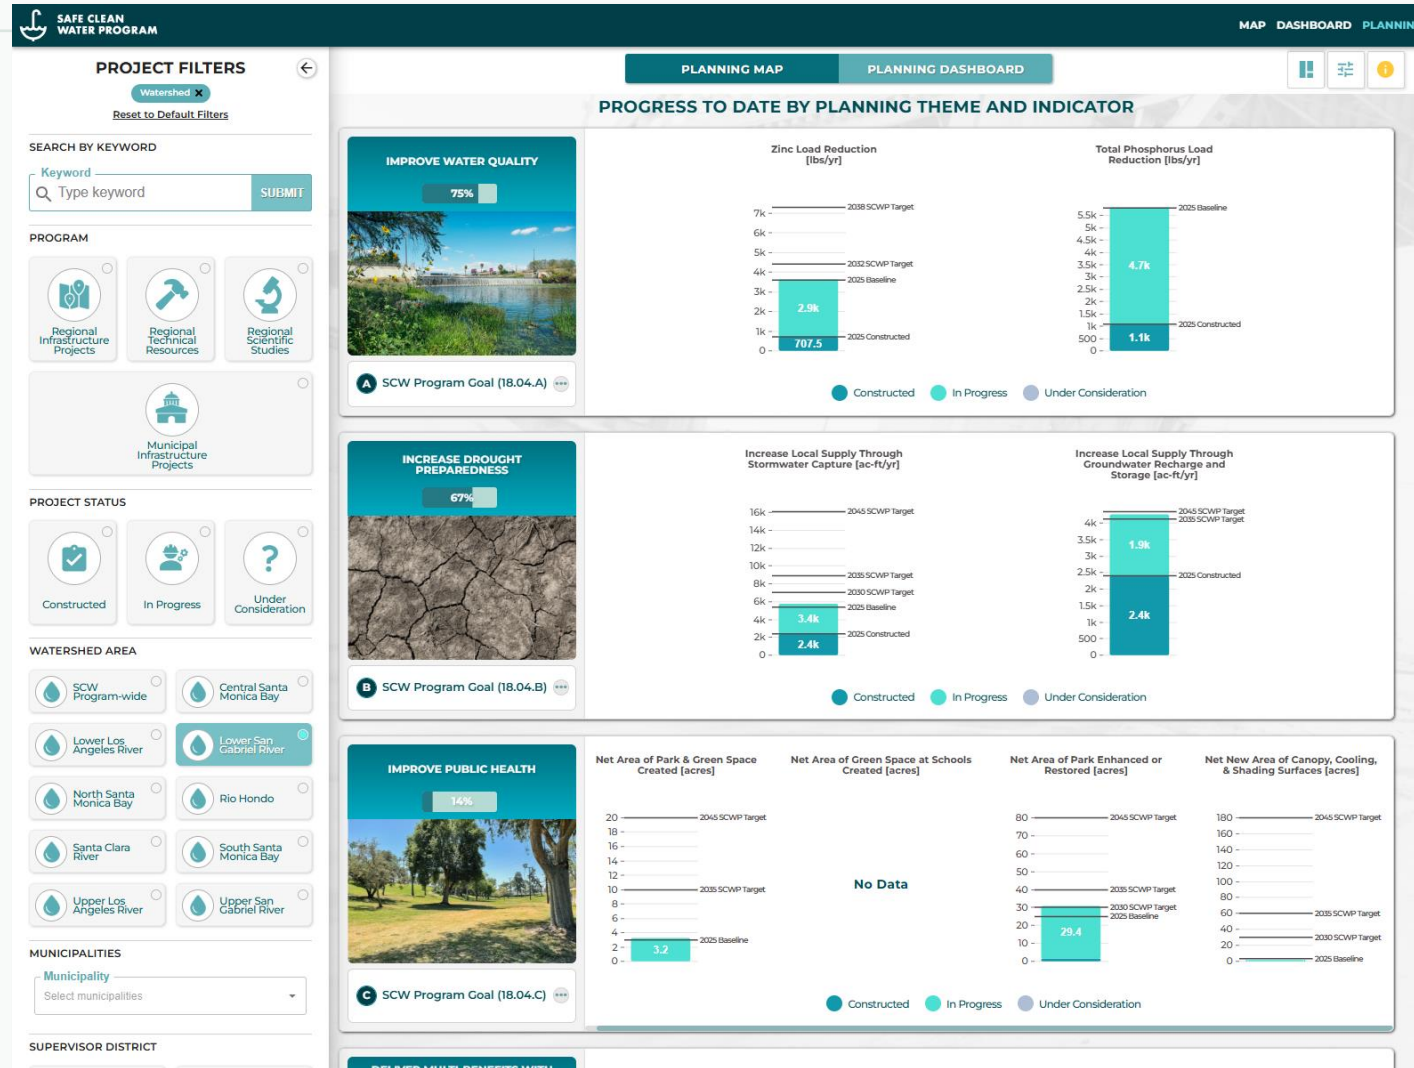 SAFE CLEAN
WATER PROGRAM
MAP DASHBOARD PLANNIN
PROJECT FILTERS
Watershed X
Reset to Default Filters
SEARCH BY KEYWORD
Keyword
Type keyword
SUBMIT
PROGRAM
Regional
Infrastructure
Projects
Regional
Technical
Resources
Regional
Scientific
Studies
Municipal
Infrastructure
Projects
PROJECT STATUS
Constructed
In Progress
?
Under
Consideration
WATERSHED AREA
SCW
Program-wide
Central Santa
Monica Bay
Lower Los
Angeles River
Lower San
Gabriel River
North Santa
Monica Bay
Rio Hondo
Santa Clara
River
South Santa
Monica Bay
Upper Los
Angeles River
Upper San
Gabriel River
MUNICIPALITIES
Municipality
Select municipalities
SUPERVISOR DISTRICT
PLANNING MAP
PLANNING DASHBOARD
PROGRESS TO DATE BY PLANNING THEME AND INDICATOR
IMPROVE WATER QUALITY
75%
A SCW Program Goal (18.04.A)
Zinc Load Reduction
[lbs/yr]
7k
6k
5k
4k
3k
2k
1k
0
2038 SCWP Target
2032 SCWP Target
2025 Baseline
2.9k
2025 Constructed
707.5
Total Phosphorus Load
Reduction [lbs/yr]
5.5k
5k
4.5k
4k
3.5k
3k
2.5k
2k
1.5k
1k
500
0
2025 Baseline
4.7k
2025 Constructed
1.1k
Constructed In Progress Under Consideration
INCREASE DROUGHT
PREPAREDNESS
67%
B SCW Program Goal (18.04.B)
Increase Local Supply Through
Stormwater Capture [ac-ft/yr]
16k
14k
12k
10k
8k
6k
4k
2k
0
2045 SCWP Target
2035 SCWP Target
2030 SCWP Target
2025 Baseline
3.4k
2025 Constructed
2.4k
Increase Local Supply Through
Groundwater Recharge and
Storage [ac-ft/yr]
4k
3.5k
3k
2.5k
2k
1.5k
1k
500
0
2045 SCWP Target
2035 SCWP Target
1.9k
2025 Constructed
2.4k
Constructed In Progress Under Consideration
IMPROVE PUBLIC HEALTH
14%
C SCW Program Goal (18.04.C)
Net Area of Park & Green Space
Created [acres]
20
18
16
14
12
10
8
6
4
2
0
2045 SCWP Target
2035 SCWP Target
2025 Baseline
3.2
Net Area of Green Space at Schools
Created [acres]
No Data
Net Area of Park Enhanced or
Restored [acres]
80
70
60
50
40
30
20
10
0
2045 SCWP Target
2035 SCWP Target
2030 SCWP Target
2025 Baseline
29.4
Net New Area of Canopy, Cooling,
& Shading Surfaces [acres]
180
160
140
120
100
80
60
40
20
0
2045 SCWP Target
2035 SCWP Target
2030 SCWP Target
2025 Baseline
Constructed In Progress Under Consideration
DELIVER MULTI-BENEFITS WITH